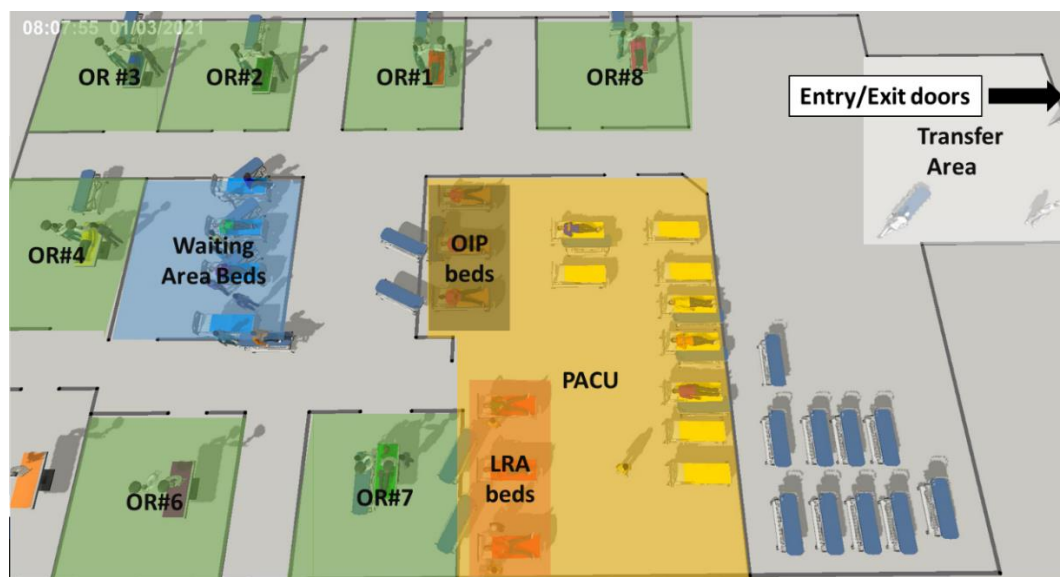 08:07:55 01/03/2021
OR #3
OR#2
OR#1
OR#8
Entry/Exit doors
Transfer
Area
OR#4
Waiting
Area Beds
OIP
beds
PACU
LRA
beds
OR#6
OR#7